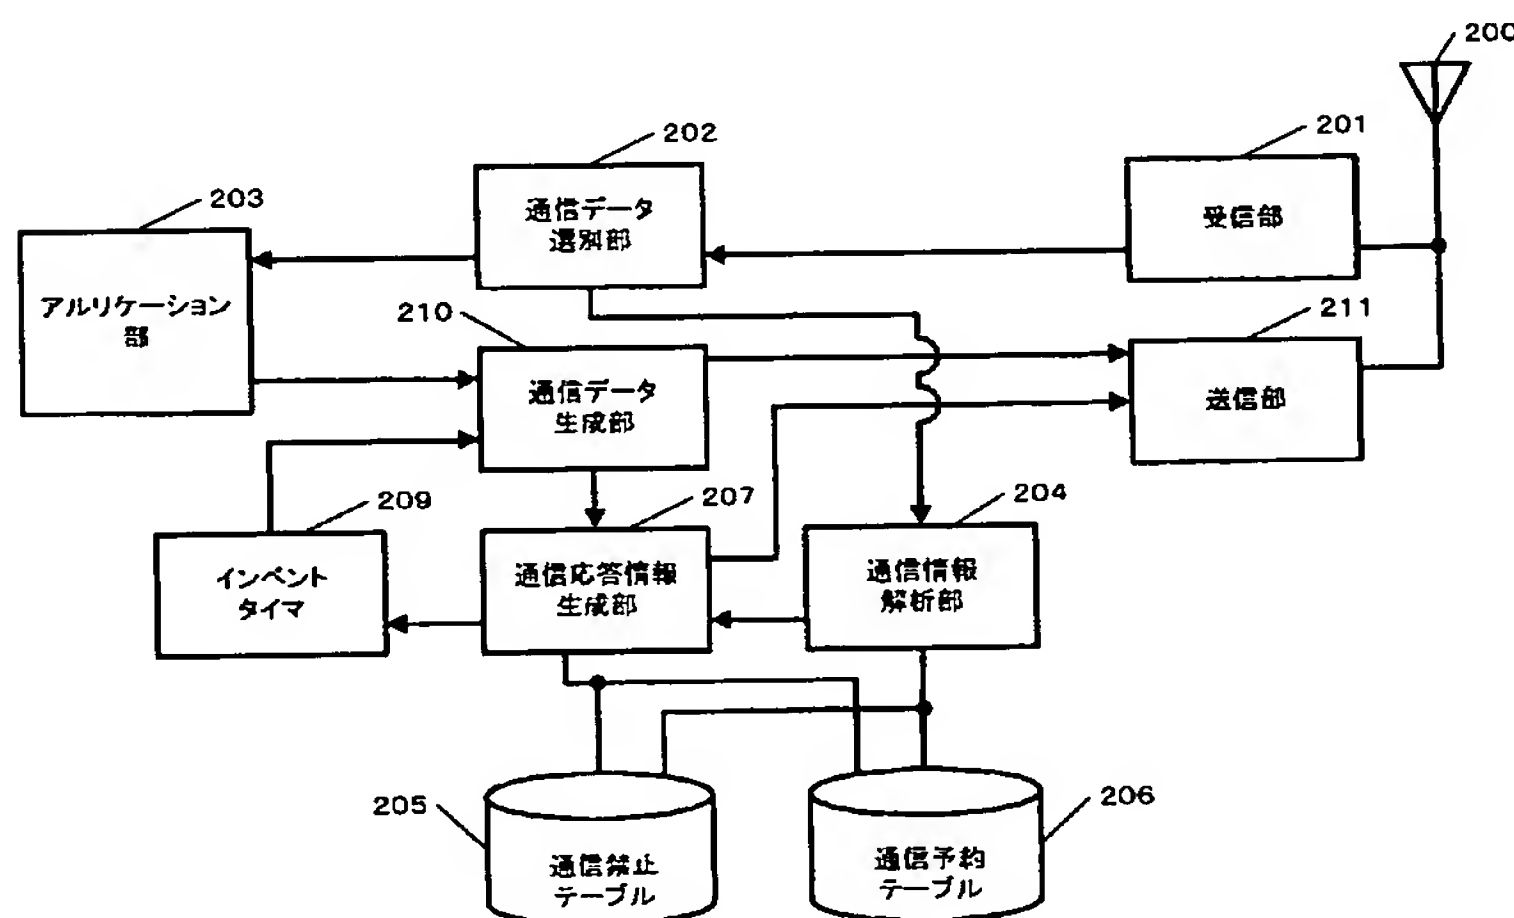 200
202
201
203
通信データ
選別部
受信部
アルリケーション
部
210
211
通信データ
生成部
送信部
209
207
204
インベント
タイマ
通信応答情報
生成部
通信情報
解析部
205
206
通信禁止
テーブル
通信予約
テーブル